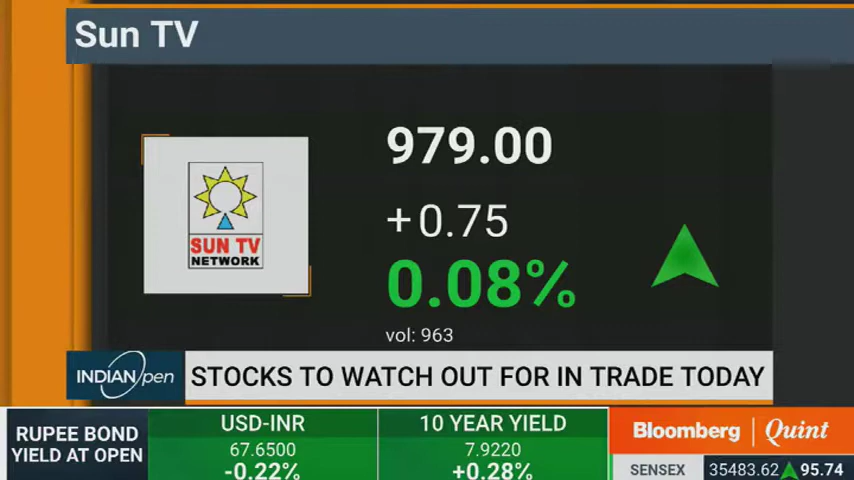 Sun TV
979.00
+0.75
0.08%
vol: 963
SUN TV
NETWORK
INDIAN Open
STOCKS TO WATCH OUT FOR IN TRADE TODAY
RUPEE BOND
YIELD AT OPEN
USD-INR
67.6500
-0.22%
10 YEAR YIELD
7.9220
+0.28%
Bloomberg | Quint
SENSEX 35483.62 95.74